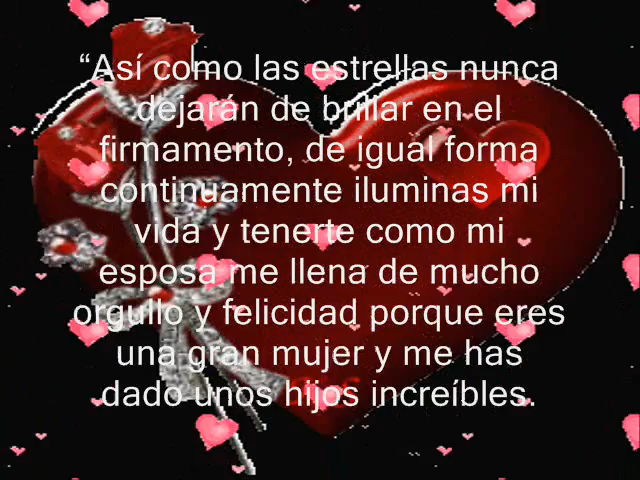 “Así como las estrellas nunca
dejarán de brillar en el
firmamento, de igual forma
continuamente iluminas mi
vida y tenerte como mi
esposa me llena de mucho
orgullo y felicidad porque eres
una gran mujer y me has
dado unos hijos increíbles.